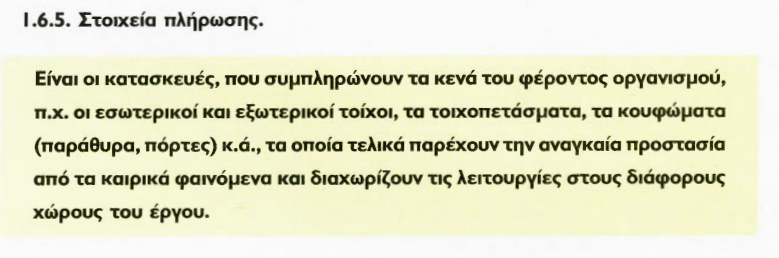 1.6.5. Στοιχεία πλήρωσης.
Είναι οι κατασκευές, που συμπληρώνουν τα κενά του φέροντος οργανισμού,
π.χ. οι εσωτερικοί και εξωτερικοί τοίχοι, τα τοιχοπετάσματα, τα κουφώματα
(παράθυρα, πόρτες) κ.ά., τα οποία τελικά παρέχουν την αναγκαία προστασία
από τα καιρικά φαινόμενα και διαχωρίζουν τις λειτουργίες στους διάφορους
χώρους του έργου.